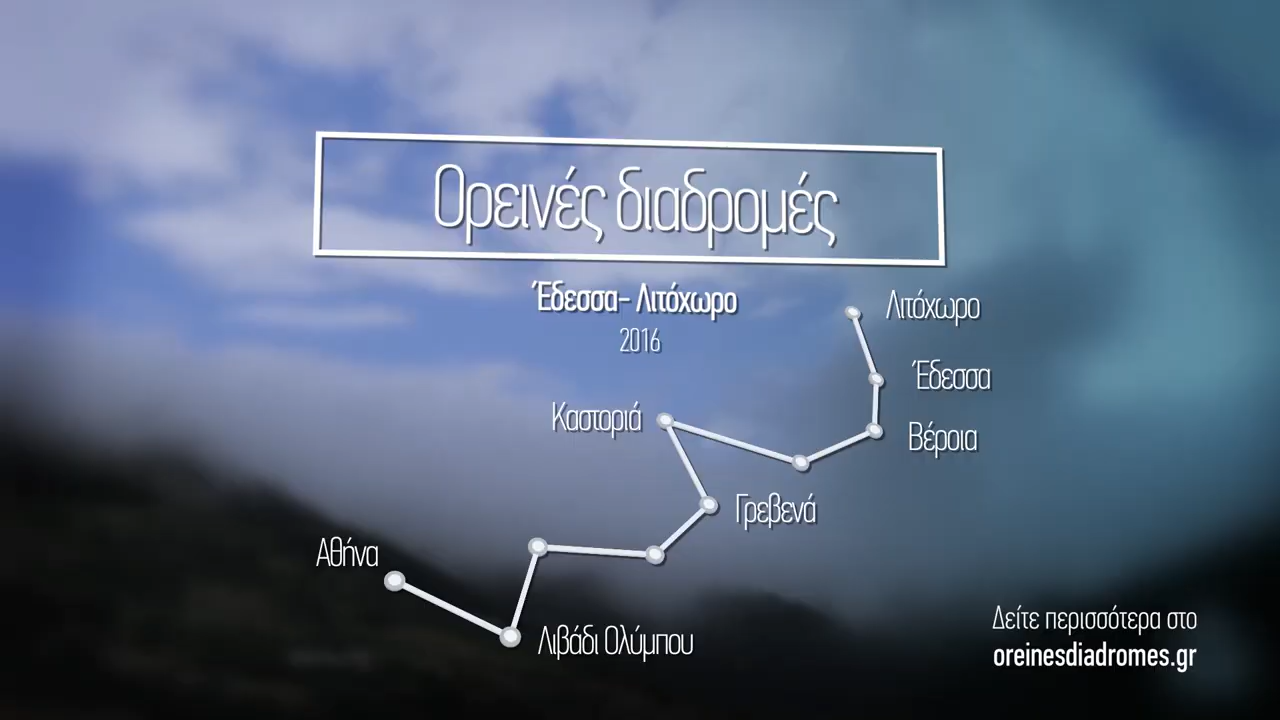 Ορεινές διαδρομές
Έδεσσα- Λιτόχωρο
2016
Λιτόχωρο
Έδεσσα
Καστοριά
Βέροια
Γρεβενά
Αθήνα
Λιβάδι Ολύμπου
Δείτε περισσότερα στο
oreinesdiadromes.gr